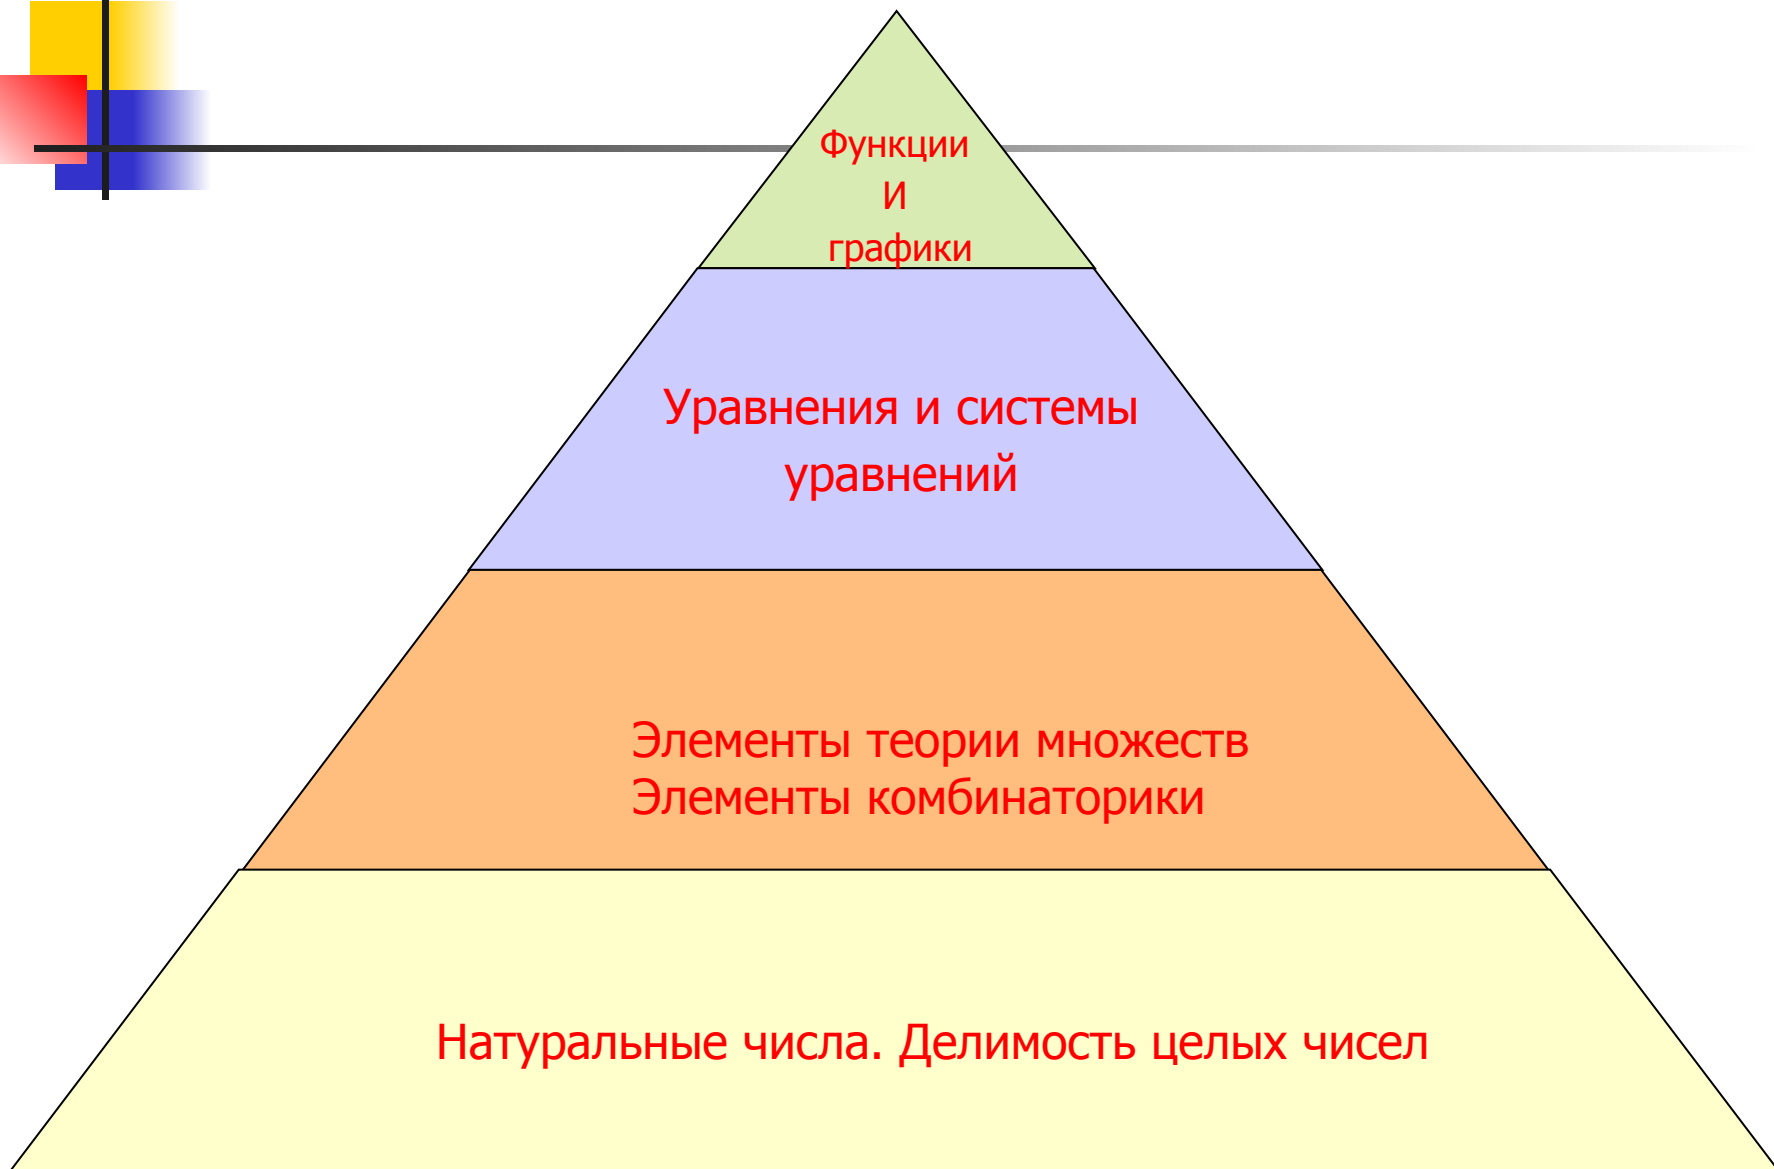 Функции
И
графики
Уравнения и системы
уравнений
Элементы теории множеств
Элементы комбинаторики
Натуральные числа. Делимость целых чисел